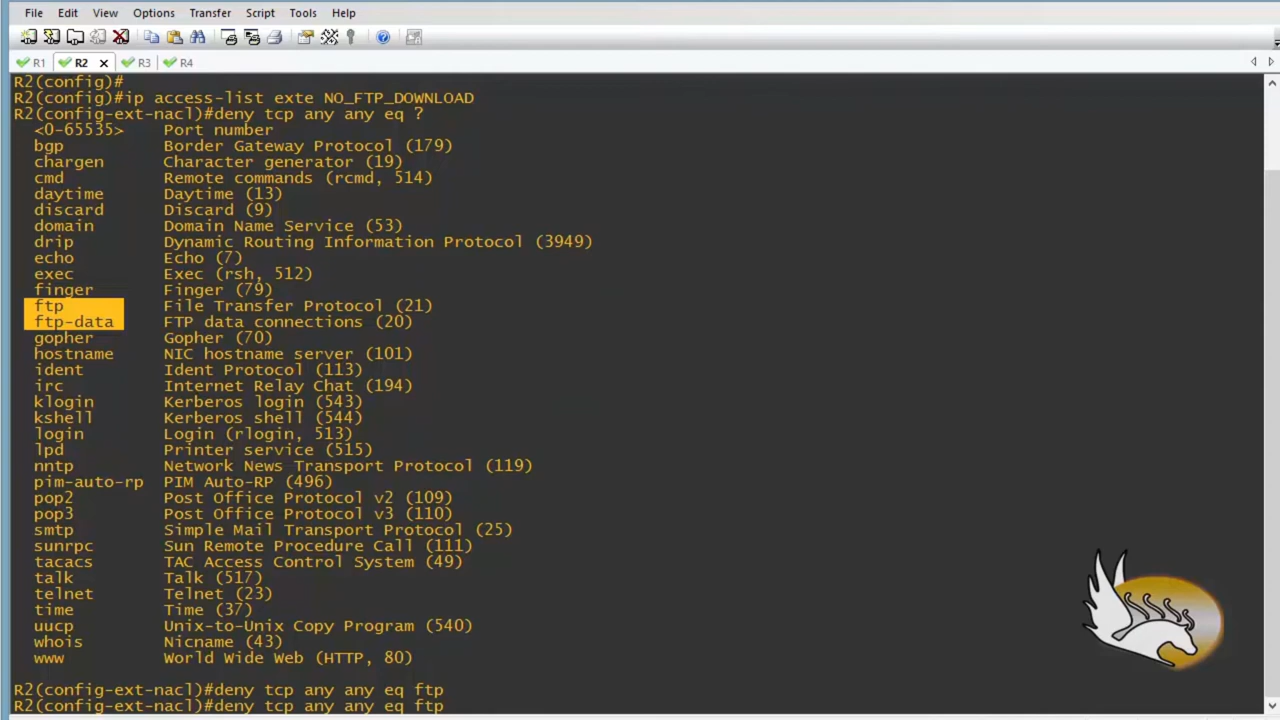 File Edit View Options Transfer Script Tools Help
R1 R2 x R3 R4
R2(config)#
R2(config)#ip access-list exte NO_FTP_DOWNLOAD
R2(config-ext-nacl)#deny tcp any any eq ?
<0-65535> Port number
bgp Border Gateway Protocol (179)
chargen Character generator (19)
cmd Remote commands (rcmd, 514)
daytime Daytime (13)
discard Discard (9)
domain Domain Name Service (53)
drip Dynamic Routing Information Protocol (3949)
echo Echo (7)
exec Exec (rsh, 512)
finger Finger (79)
ftp File Transfer Protocol (21)
ftp-data FTP data connections (20)
gopher Gopher (70)
hostname NIC hostname server (101)
ident Ident Protocol (113)
irc Internet Relay Chat (194)
klogin Kerberos login (543)
kshell Kerberos shell (544)
login Login (rlogin, 513)
lpd Printer service (515)
nntp Network News Transport Protocol (119)
pim-auto-rp PIM Auto-RP (496)
pop2 Post Office Protocol v2 (109)
pop3 Post Office Protocol v3 (110)
smtp Simple Mail Transport Protocol (25)
sunrpc Sun Remote Procedure Call (111)
tacacs TAC Access Control System (49)
talk Talk (517)
telnet Telnet (23)
time Time (37)
uucp Unix-to-Unix Copy Program (540)
whois Nicname (43)
www World Wide Web (HTTP, 80)
R2(config-ext-nacl)#deny tcp any any eq ftp
R2(config-ext-nacl)#deny tcp any any eq ftp